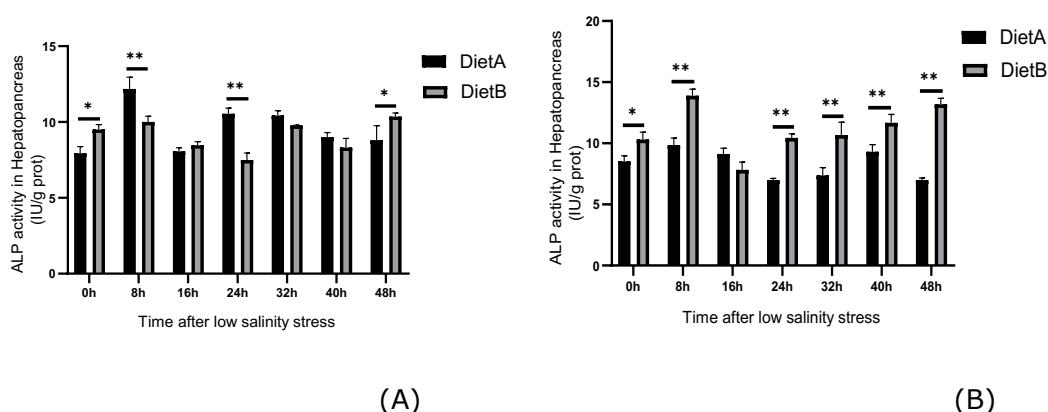 ALP activity in Hepatopancreas
(IU/g prot)
15
10
5
0
*
**
**
*
DietA
DietB
0h 8h 16h 24h 32h 40h 48h
Time after low salinity stress
(A)
ALP activity in Hepatopancreas
(IU/g prot)
20
15
10
5
0
*
**
**
**
**
**
DietA
DietB
0h 8h 16h 24h 32h 40h 48h
Time after low salinity stress
(B)